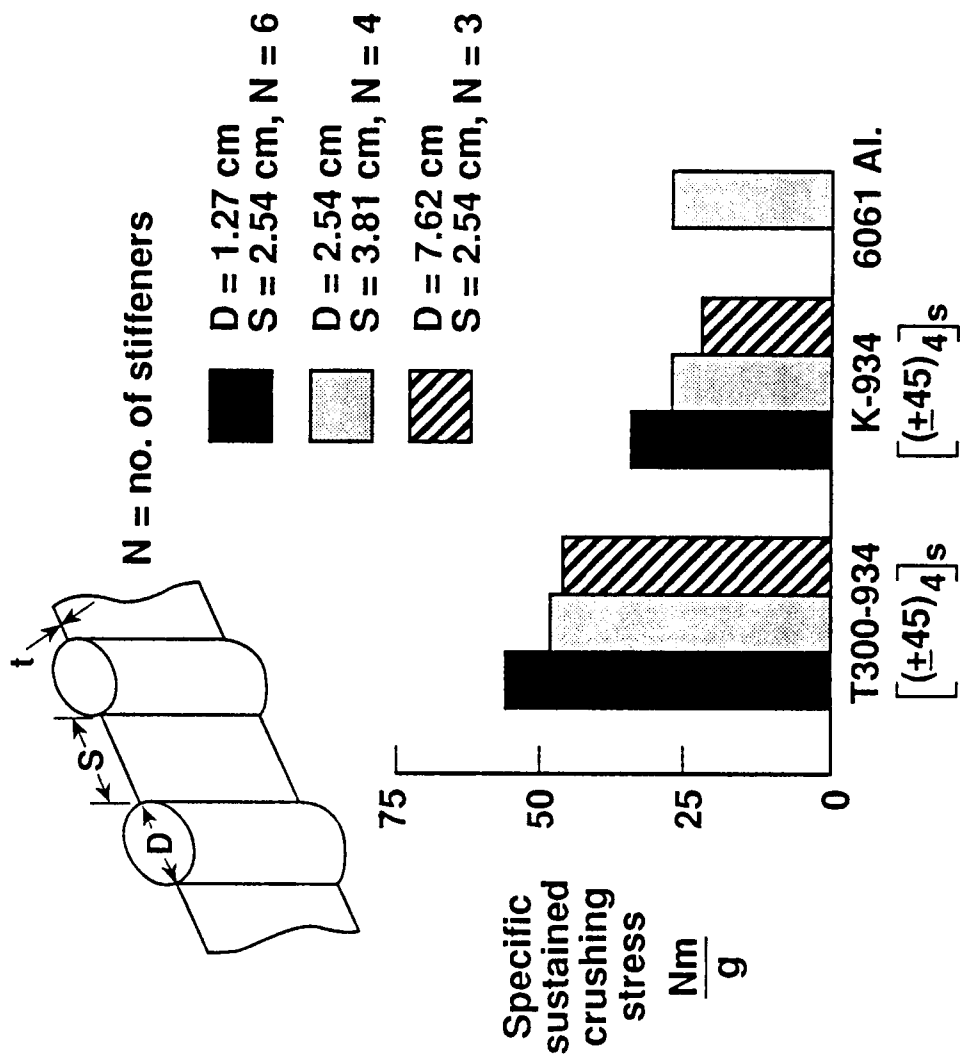 t
S
D
N = no. of stiffeners
D = 1.27 cm
S = 2.54 cm, N = 6
D = 2.54 cm
S = 3.81 cm, N = 4
D = 7.62 cm
S = 2.54 cm, N = 3
Specific
sustained
crushing
stress
Nm
g
75
50
25
0
T300-934
[(±45)4]s
K-934
[(±45)4]s
6061 Al.